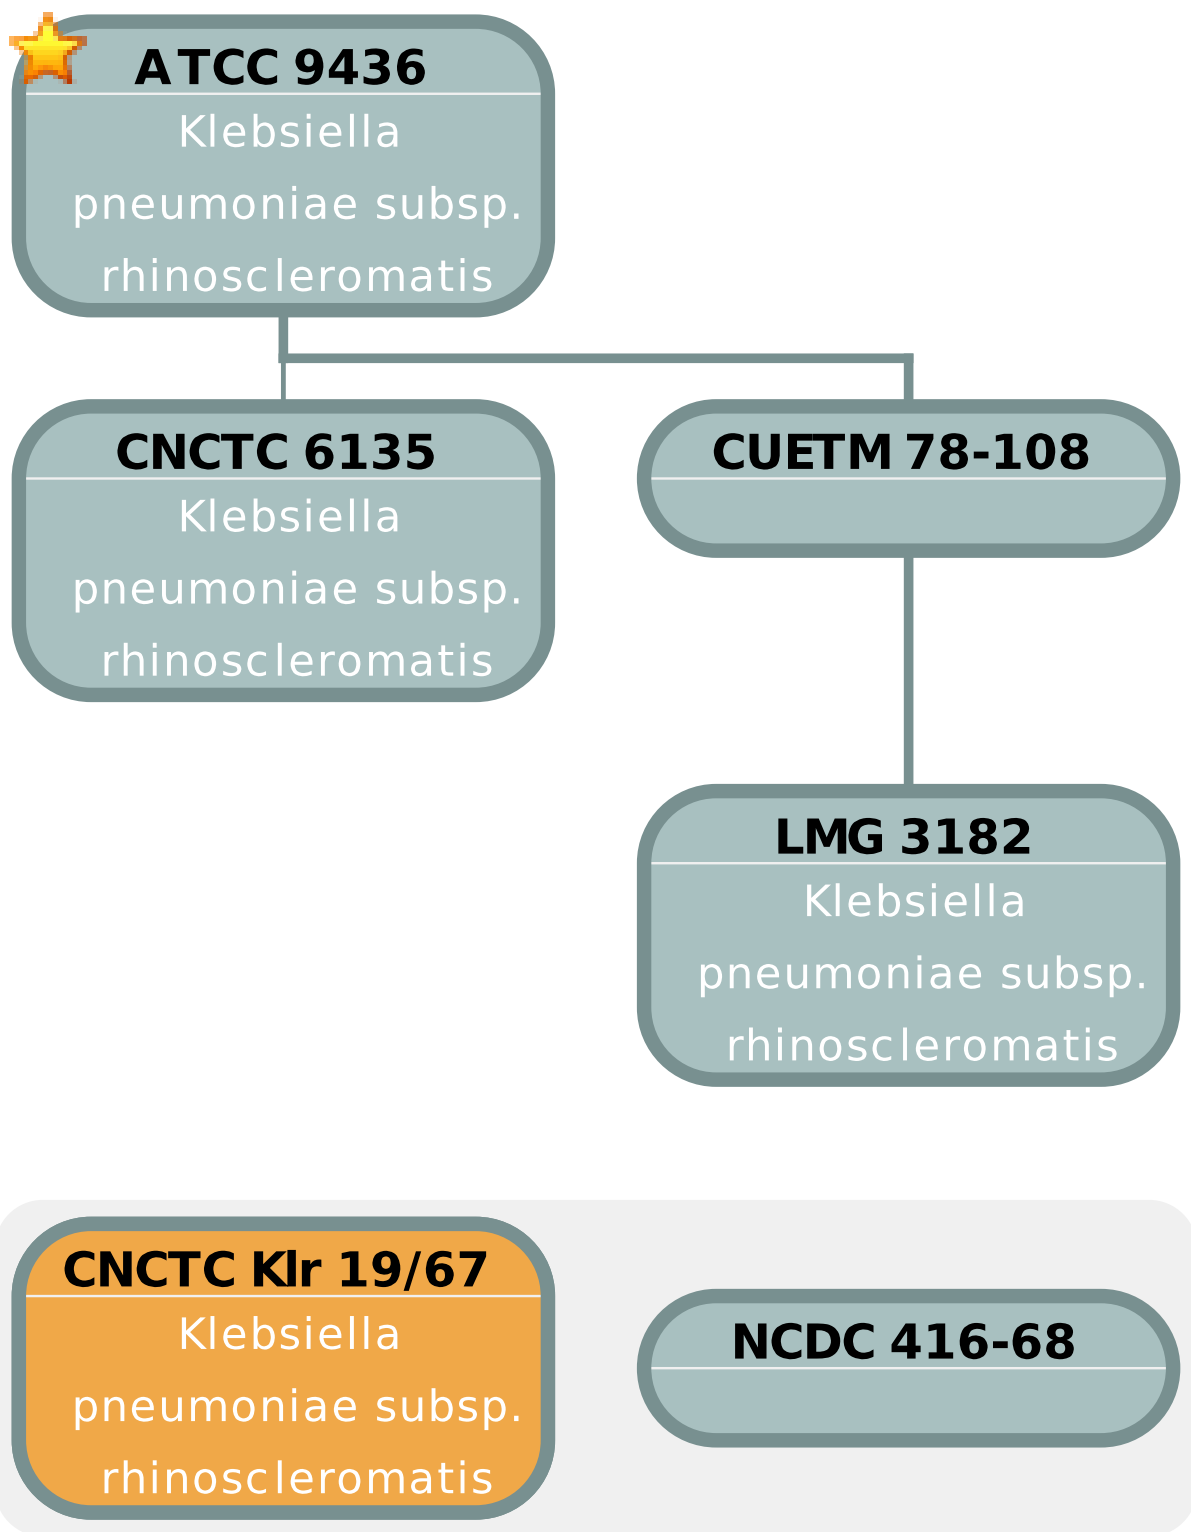 ATCC 9436
Klebsiella
pneumoniae subsp.
rhinoscleromatis
CNCTC 6135
Klebsiella
pneumoniae subsp.
rhinoscleromatis
CUETM 78-108
LMG 3182
Klebsiella
pneumoniae subsp.
rhinoscleromatis
CNCTC Klr 19/67
Klebsiella
pneumoniae subsp.
rhinoscleromatis
NCDC 416-68